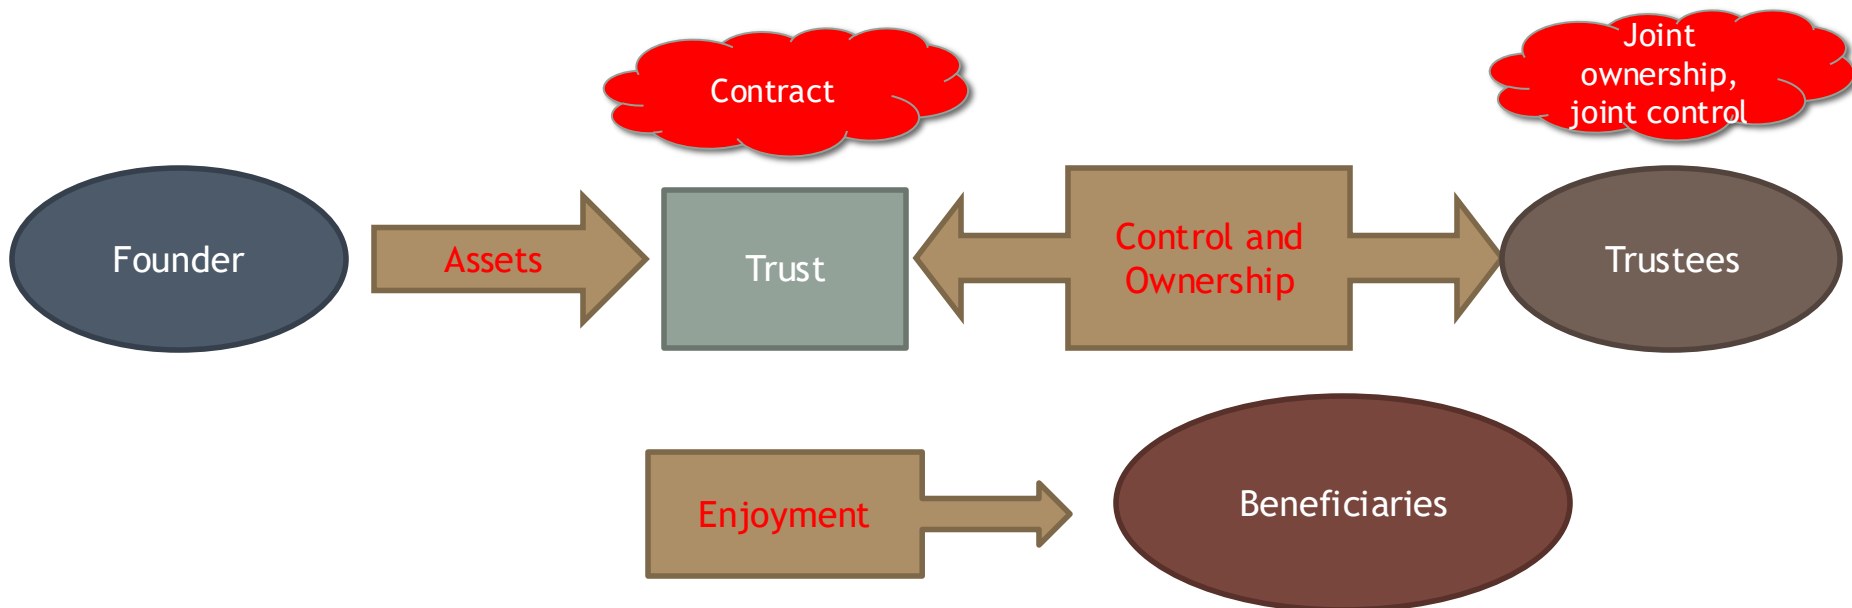 Contract
Joint
ownership,
joint control
Founder
Assets
Trust
Control and
Ownership
Trustees
Enjoyment
Beneficiaries